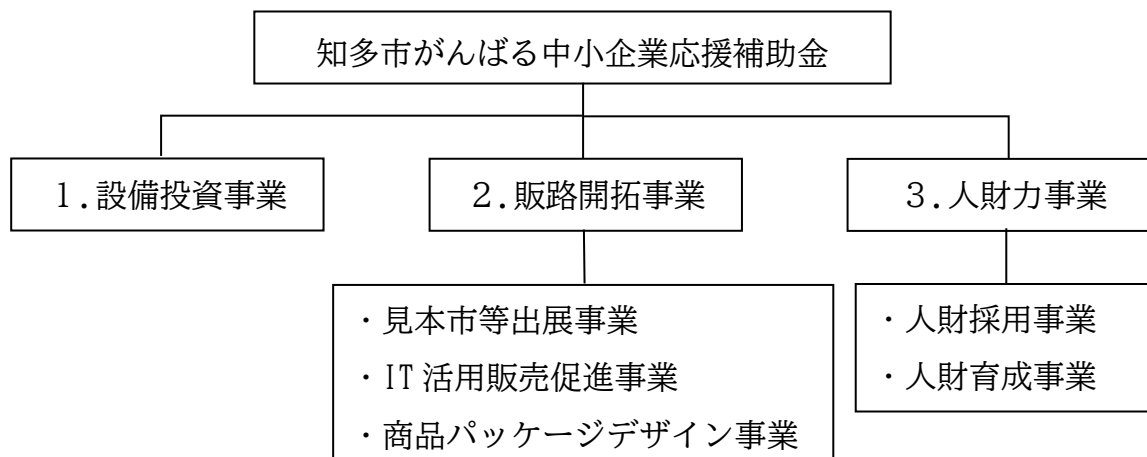 知多市がんばる中小企業応援補助金
１.設備投資事業
２.販路開拓事業
３.人財力事業
・見本市等出展事業
・IT 活用販売促進事業
・商品パッケージデザイン事業
・人財採用事業
・人財育成事業